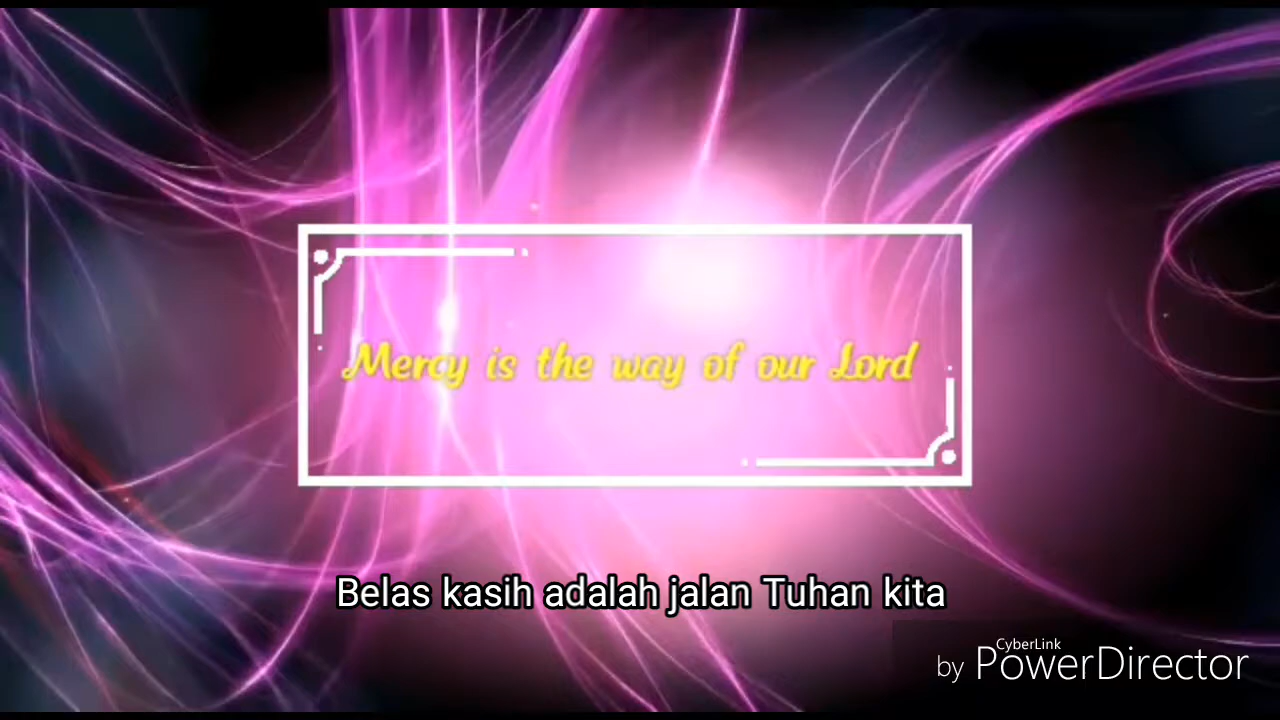 Mercy is the way of our Lord
Belas kasih adalah jalan Tuhan kita
CyberLink
by PowerDirector